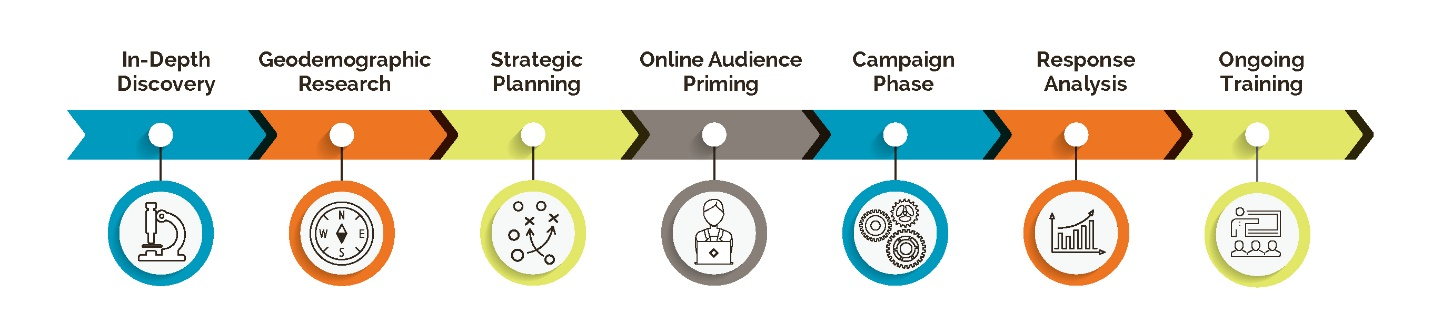 In-Depth
Discovery
Geodemographic
Research
Strategic
Planning
Online Audience
Priming
Campaign
Phase
Response
Analysis
Ongoing
Training
N
W E
S